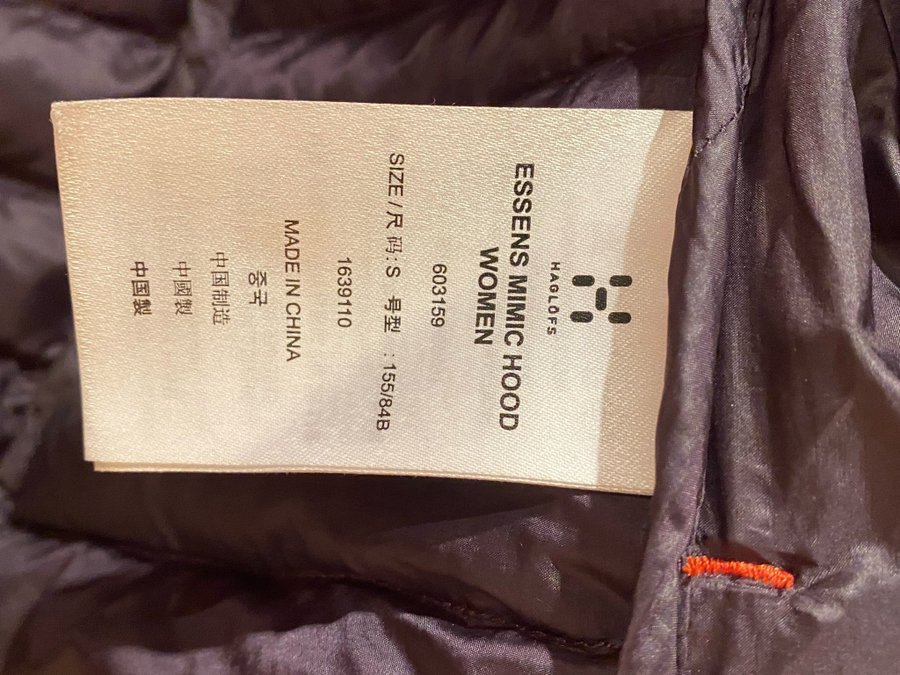 HAGLÖFS
ESSENS MIMIC HOOD
WOMEN
603159
SIZE / 尺 码: S 号型 : 155/84B
1639110
MADE IN CHINA
중국
中国制造
中國製
中国製